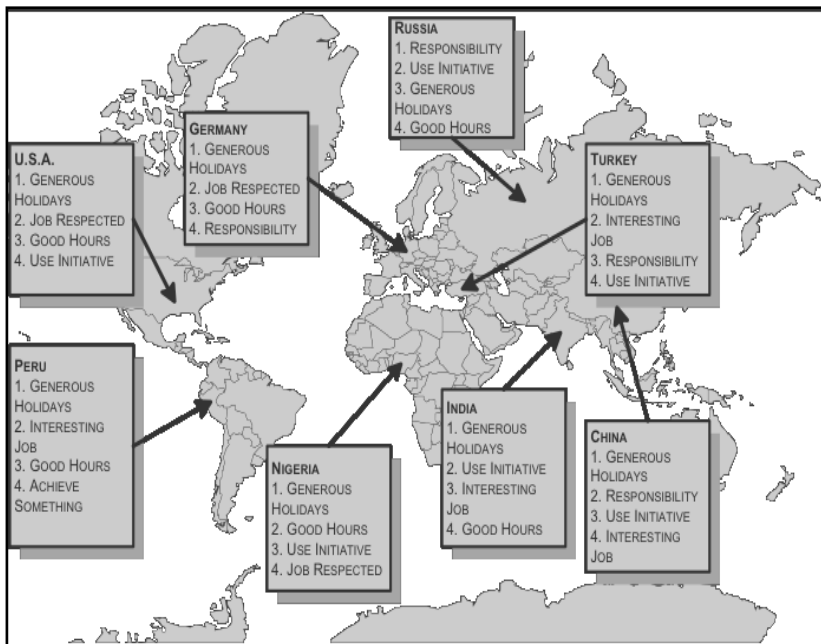 RUSSIA
1. RESPONSIBILITY
2. USE INITIATIVE
3. GENEROUS
HOLIDAYS
4. GOOD HOURS
GERMANY
1. GENEROUS
HOLIDAYS
2. JOB RESPECTED
3. GOOD HOURS
4. RESPONSIBILITY
U.S.A.
1. GENEROUS
HOLIDAYS
2. JOB RESPECTED
3. GOOD HOURS
4. USE INITIATIVE
TURKEY
1. GENEROUS
HOLIDAYS
2. INTERESTING
JOB
3. RESPONSIBILITY
4. USE INITIATIVE
PERU
1. GENEROUS
HOLIDAYS
2. INTERESTING
JOB
3. GOOD HOURS
4. ACHIEVE
SOMETHING
NIGERIA
1. GENEROUS
HOLIDAYS
2. GOOD HOURS
3. USE INITIATIVE
4. JOB RESPECTED
INDIA
1. GENEROUS
HOLIDAYS
2. USE INITIATIVE
3. INTERESTING
JOB
4. GOOD HOURS
CHINA
1. GENEROUS
HOLIDAYS
2. RESPONSIBILITY
3. USE INITIATIVE
4. INTERESTING
JOB